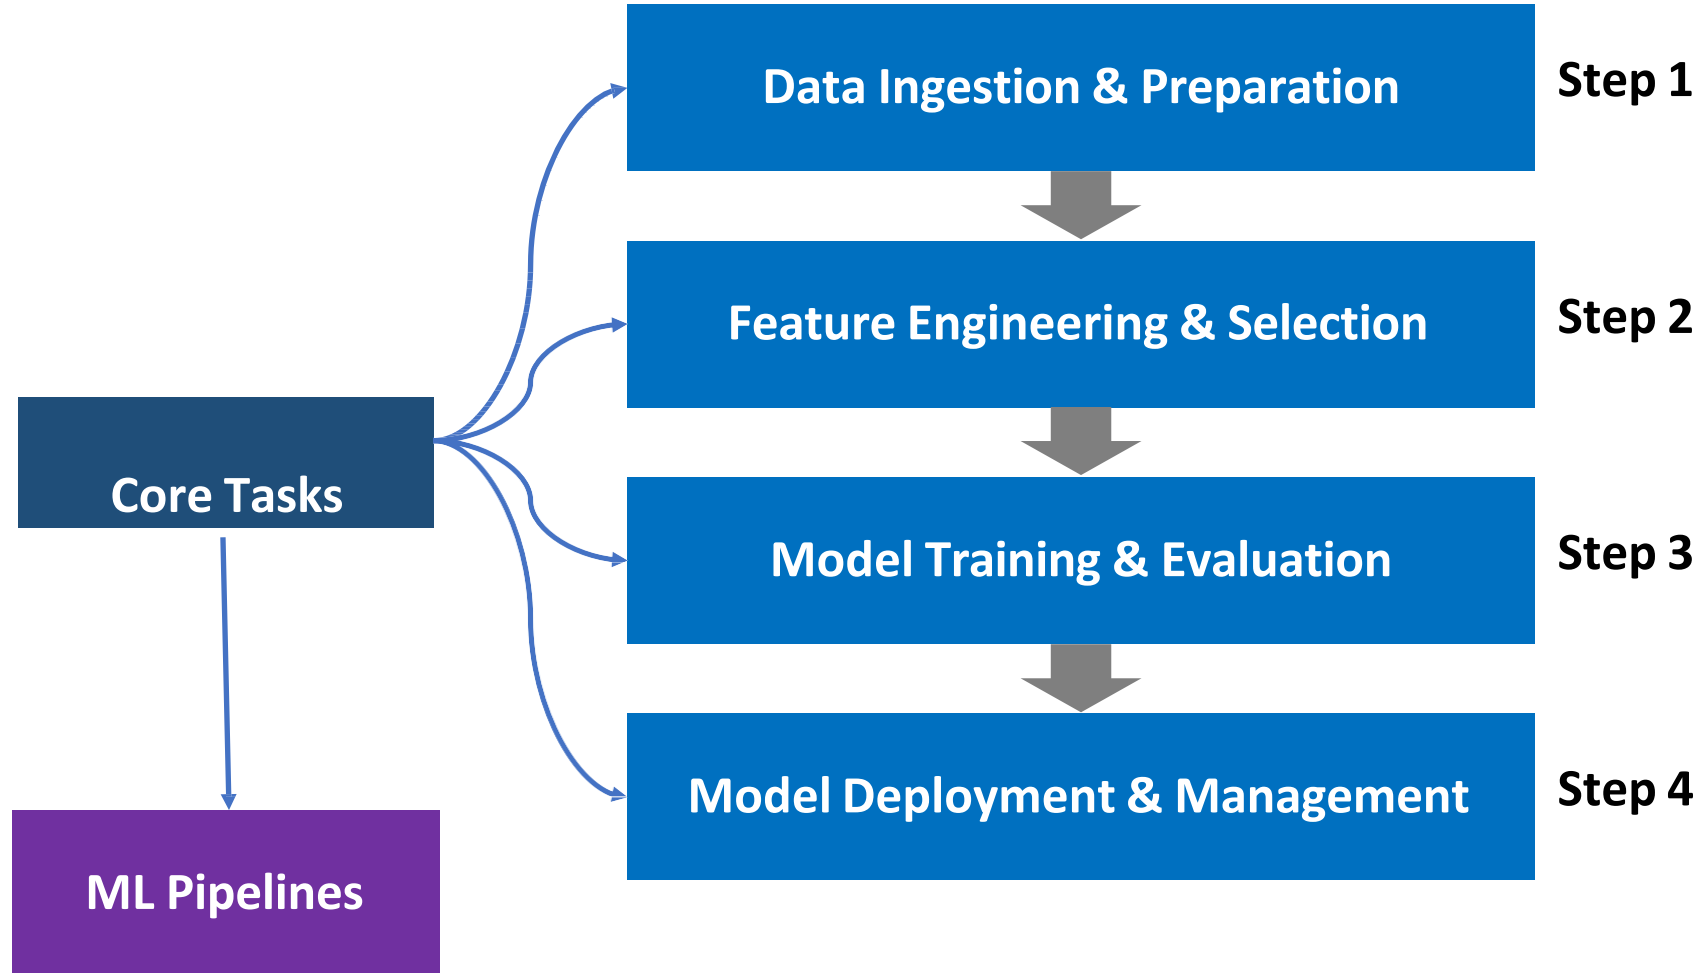 Data Ingestion & Preparation
Step 1
Feature Engineering & Selection
Step 2
Core Tasks
Model Training & Evaluation
Step 3
Model Deployment & Management
Step 4
ML Pipelines